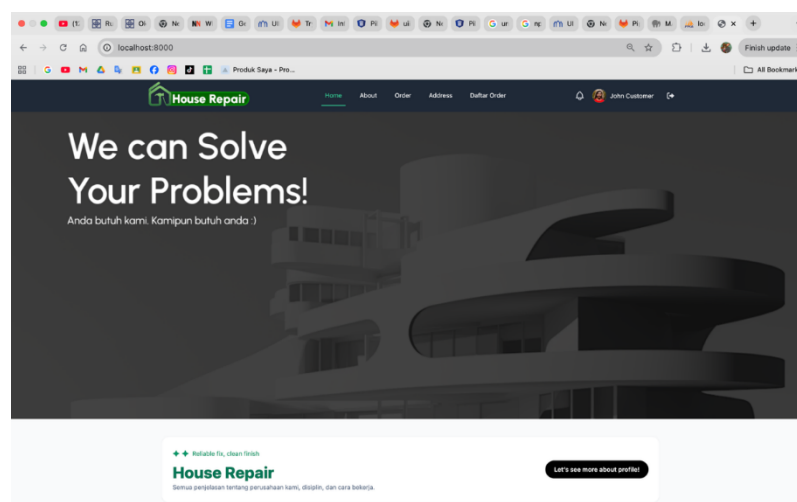 localhost:8000
Finish update
Produk Saya - Pro...
All Bookmark
House Repair
Home About Order Address Daftar Order John Customer
We can Solve
Your Problems!
Anda butuh kami. Kamipun butuh anda :)
Reliable fix, clean finish
House Repair
Semua penjelasan tentang perusahaan kami, disiplin, dan cara bekerja.
Let's see more about profile!